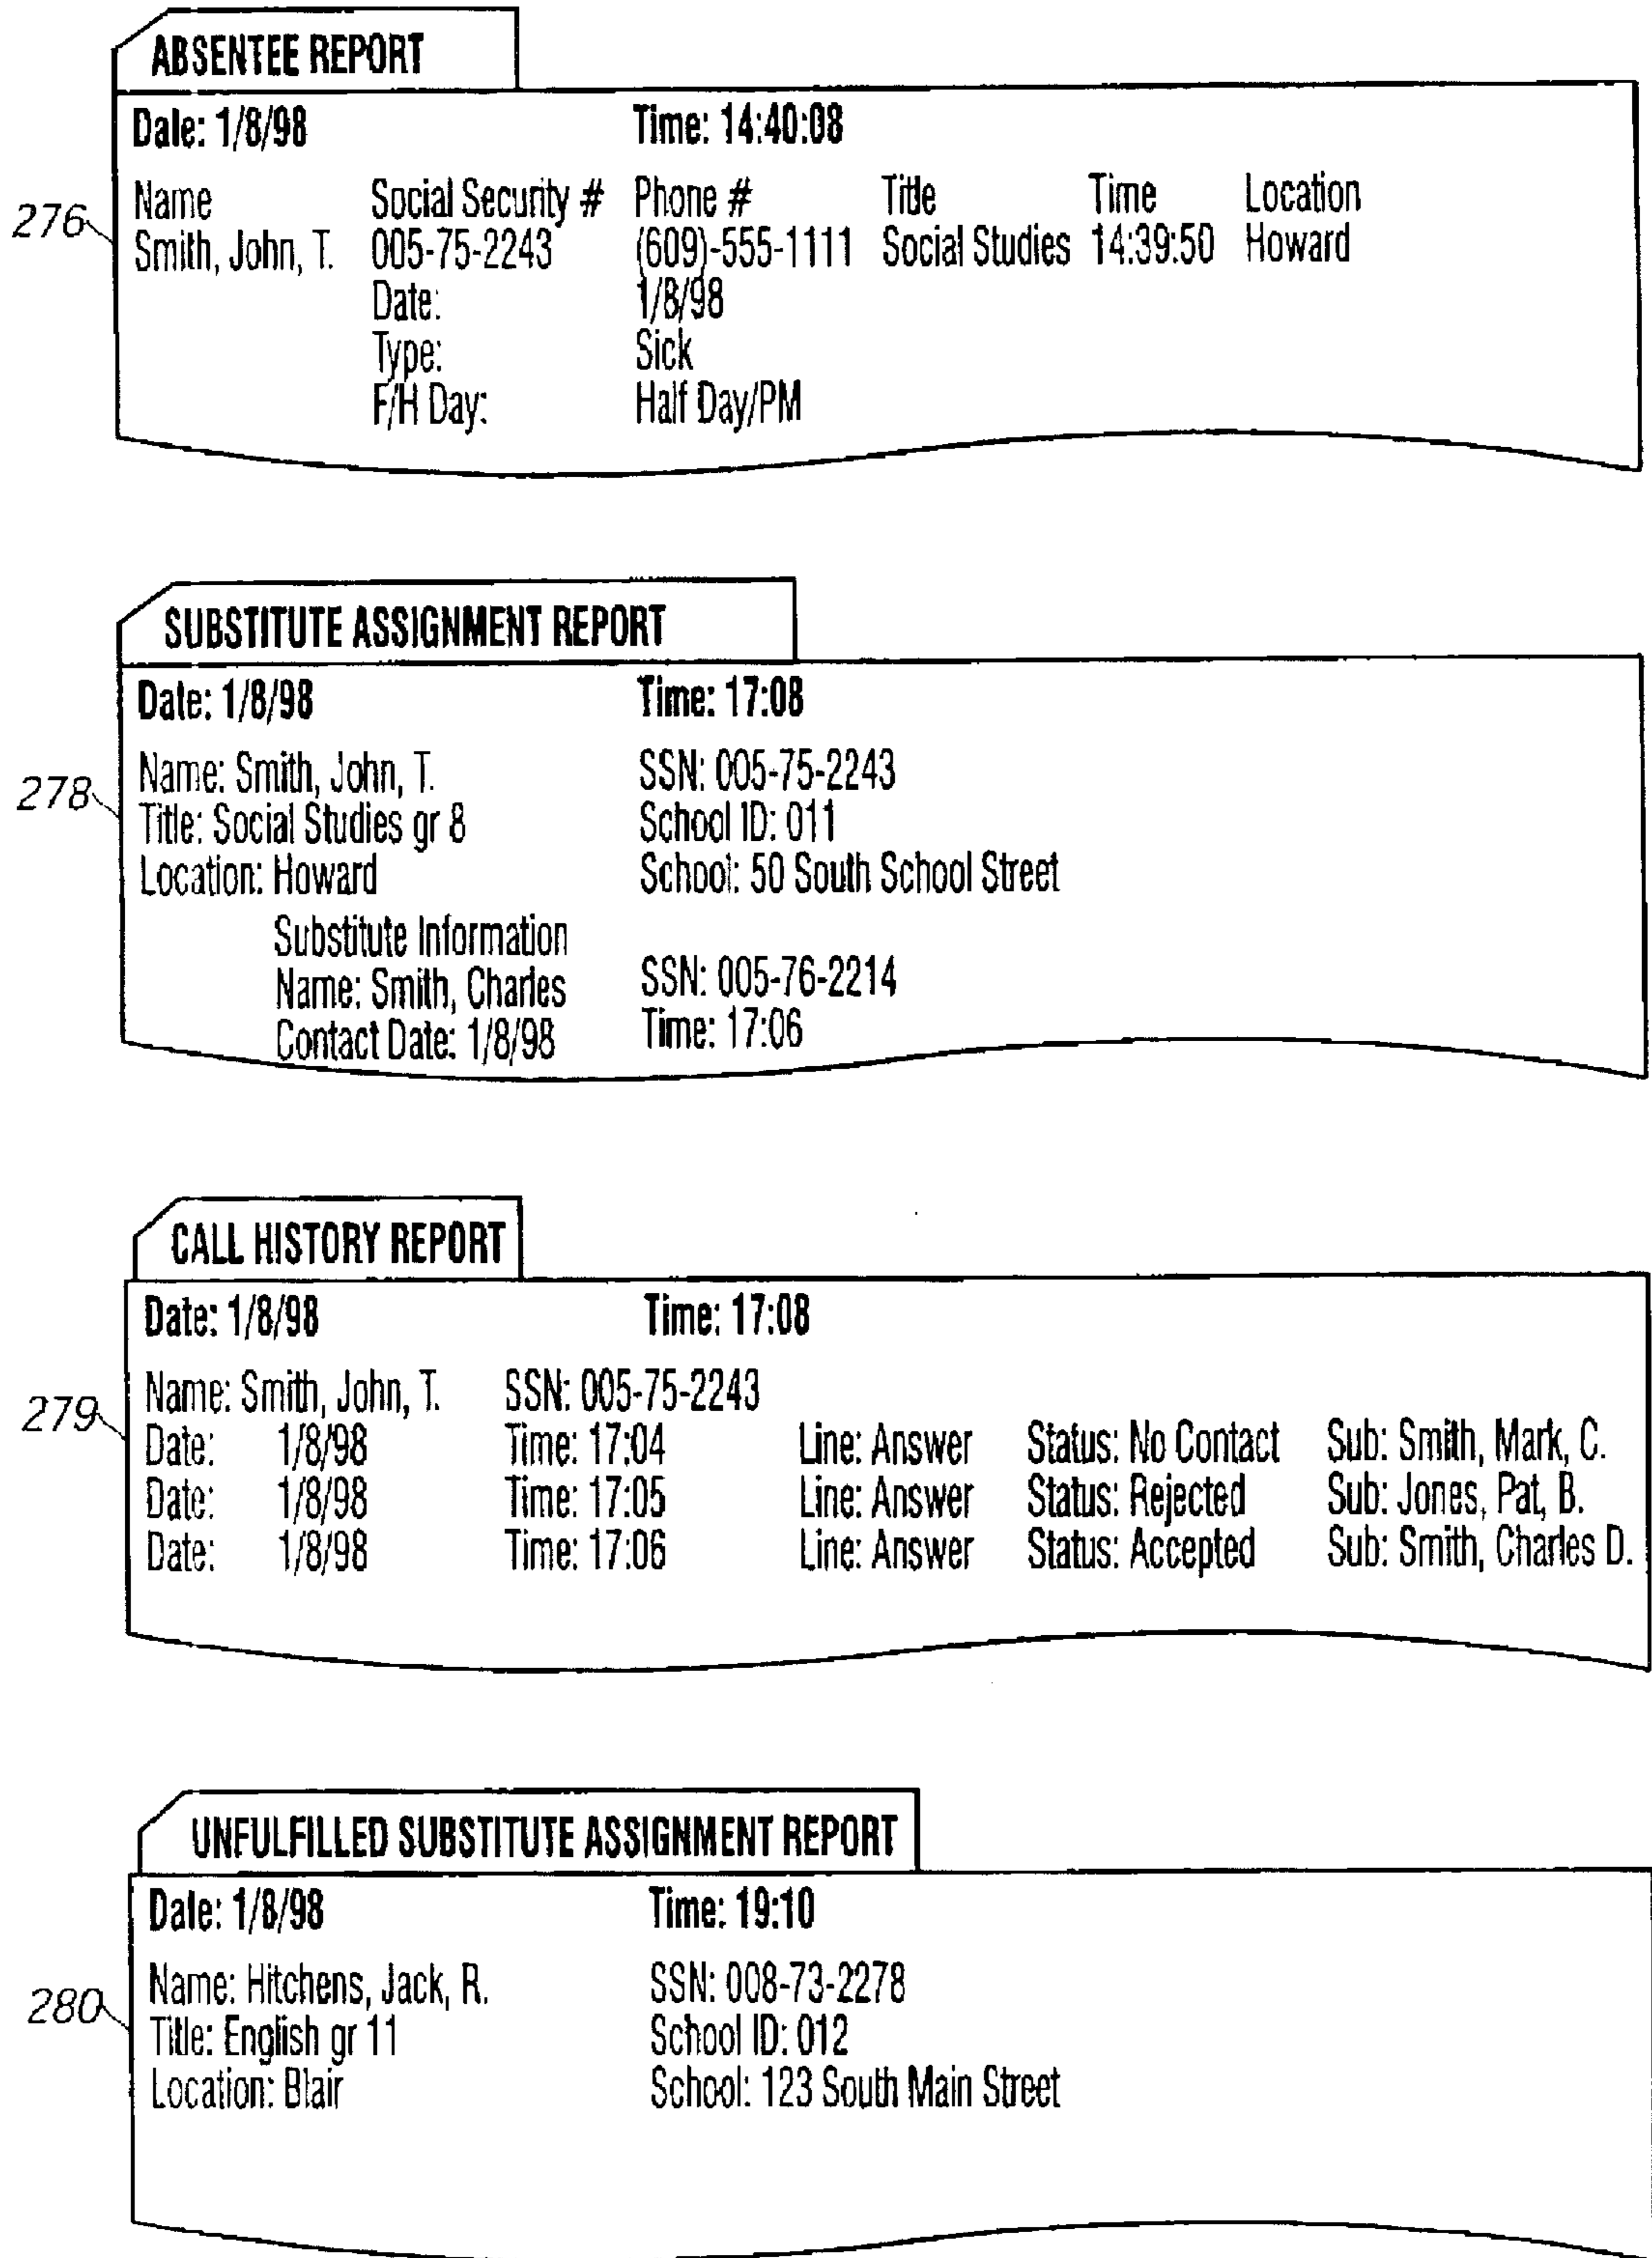 ABSENTEE REPORT
Date: 1/8/98 Time: 14:40:08
276
Name Social Security # Phone # Title Time Location
Smith, John, T. 005-75-2243 (609)-555-1111 Social Studies 14:39:50 Howard
Date: 1/8/98
Type: Sick
F/H Day: Half Day/PM
SUBSTITUTE ASSIGNMENT REPORT
Date: 1/8/98 Time: 17:08
278
Name: Smith, John, T. SSN: 005-75-2243
Title: Social Studies gr 8 School ID: 011
Location: Howard School: 50 South School Street
Substitute Information
Name: Smith, Charles SSN: 005-76-2214
Contact Date: 1/8/98 Time: 17:06
CALL HISTORY REPORT
Date: 1/8/98 Time: 17:08
279
Name: Smith, John, T. SSN: 005-75-2243
Date: 1/8/98 Time: 17:04 Line: Answer Status: No Contact Sub: Smith, Mark, C.
Date: 1/8/98 Time: 17:05 Line: Answer Status: Rejected Sub: Jones, Pat, B.
Date: 1/8/98 Time: 17:06 Line: Answer Status: Accepted Sub: Smith, Charles D.
UNFULFILLED SUBSTITUTE ASSIGNMENT REPORT
Date: 1/8/98 Time: 19:10
280
Name: Hitchens, Jack, R. SSN: 008-73-2278
Title: English gr 11 School ID: 012
Location: Blair School: 123 South Main Street